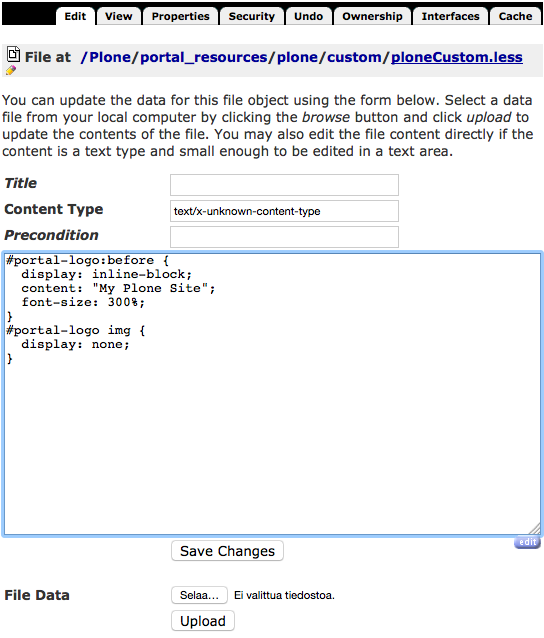 Edit View Properties Security Undo Ownership Interfaces Cache
File at /Plone/portal_resources/plone/custom/ploneCustom.less
You can update the data for this file object using the form below. Select a data
file from your local computer by clicking the browse button and click upload to
update the contents of the file. You may also edit the file content directly if the
content is a text type and small enough to be edited in a text area.
Title
Content Type text/x-unknown-content-type
Precondition
#portal-logo:before {
  display: inline-block;
  content: "My Plone Site";
  font-size: 300%;
}
#portal-logo img {
  display: none;
}
edit
Save Changes
File Data Selaa... Ei valittua tiedostoa.
Upload